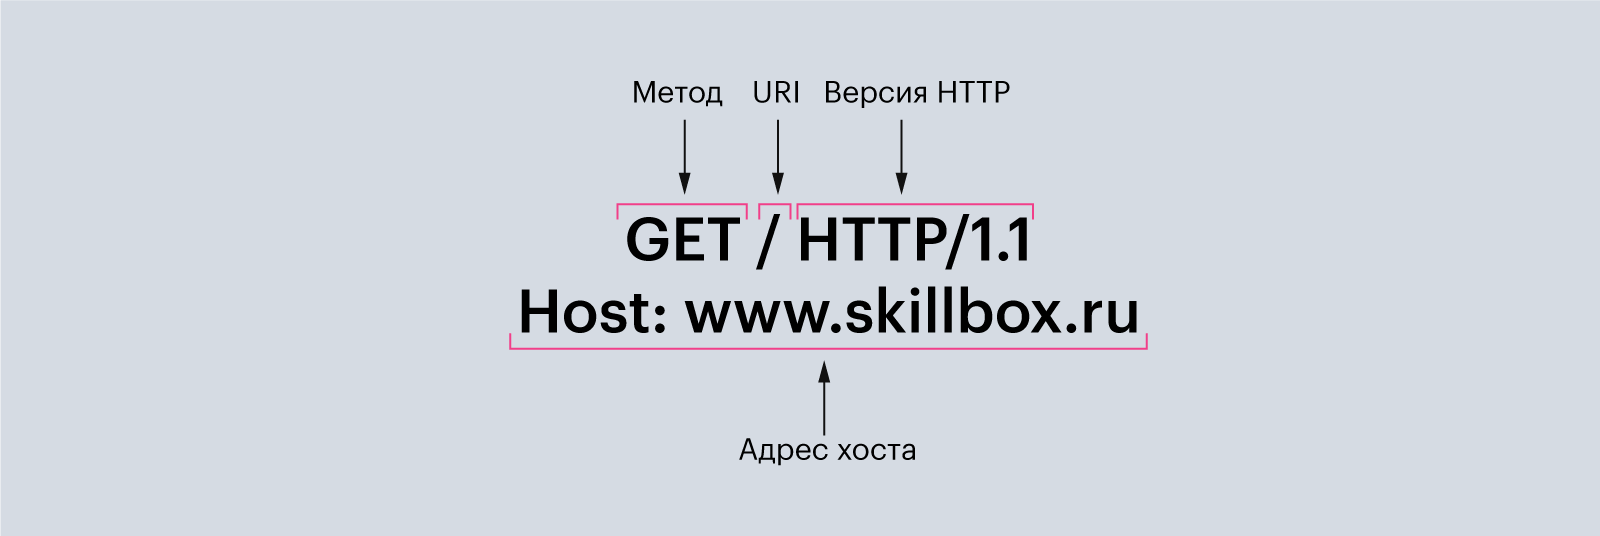 Метод URI Версия HTTP
GET / HTTP/1.1
Host: www.skillbox.ru
Адрес хоста